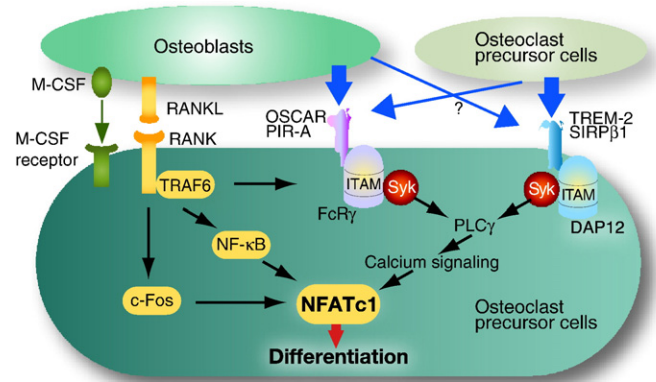 Osteoblasts
Osteoclast
precursor cells
M-CSF
RANKL
OSCAR
PIR-A
?
TREM-2
SIRPβ1
M-CSF
receptor
RANK
TRAF6
ITAM
Syk
Syk
ITAM
FcRγ
PLCγ
DAP12
NF-κB
Calcium signaling
c-Fos
NFATc1
Osteoclast
precursor cells
Differentiation